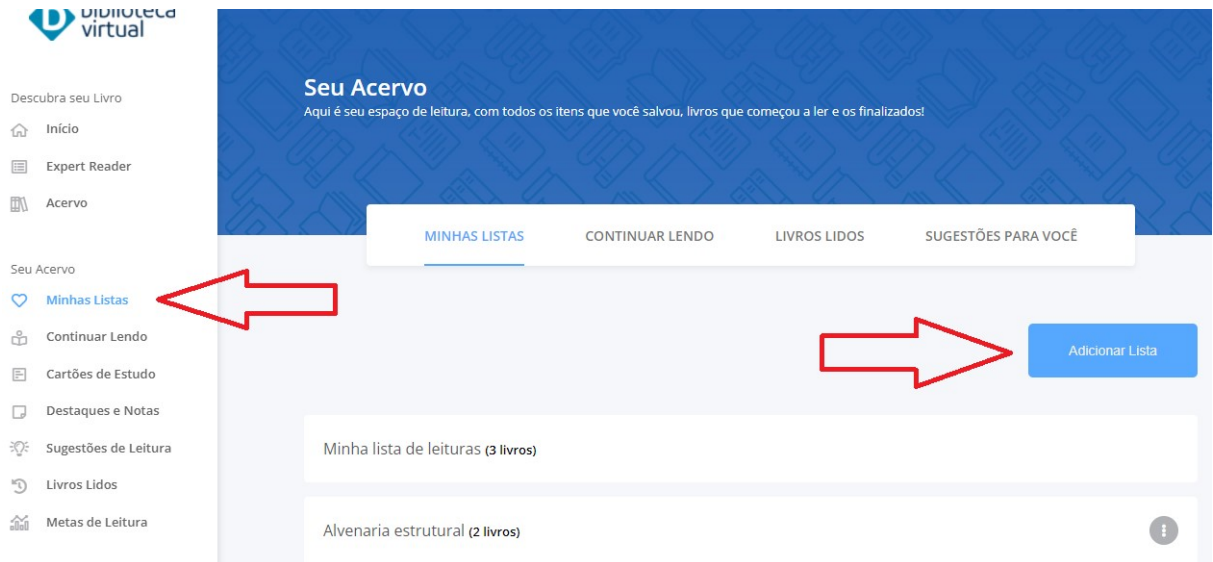 biblioteca
virtual
Descubra seu Livro
Início
Expert Reader
Acervo
Seu Acervo
Minhas Listas
Continuar Lendo
Cartões de Estudo
Destaques e Notas
Sugestões de Leitura
Livros Lidos
Metas de Leitura
Seu Acervo
Aqui é seu espaço de leitura, com todos os itens que você salvou, livros que começou a ler e os finalizados!
MINHAS LISTAS CONTINUAR LENDO LIVROS LIDOS SUGESTÕES PARA VOCÊ
Adicionar Lista
Minha lista de leituras (3 livros)
Alvenaria estrutural (2 livros)